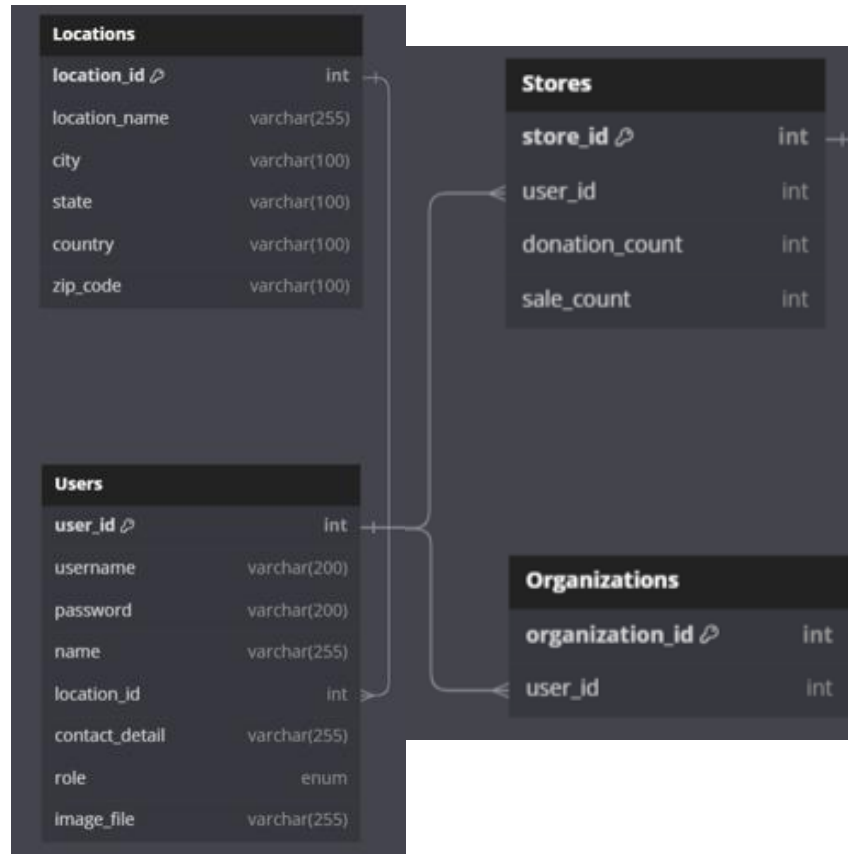 Locations
location_id int
location_name varchar(255)
city varchar(100)
state varchar(100)
country varchar(100)
zip_code varchar(100)
Users
user_id int
username varchar(200)
password varchar(200)
name varchar(255)
location_id int
contact_detail varchar(255)
role enum
image_file varchar(255)
Stores
store_id int
user_id int
donation_count int
sale_count int
Organizations
organization_id int
user_id int